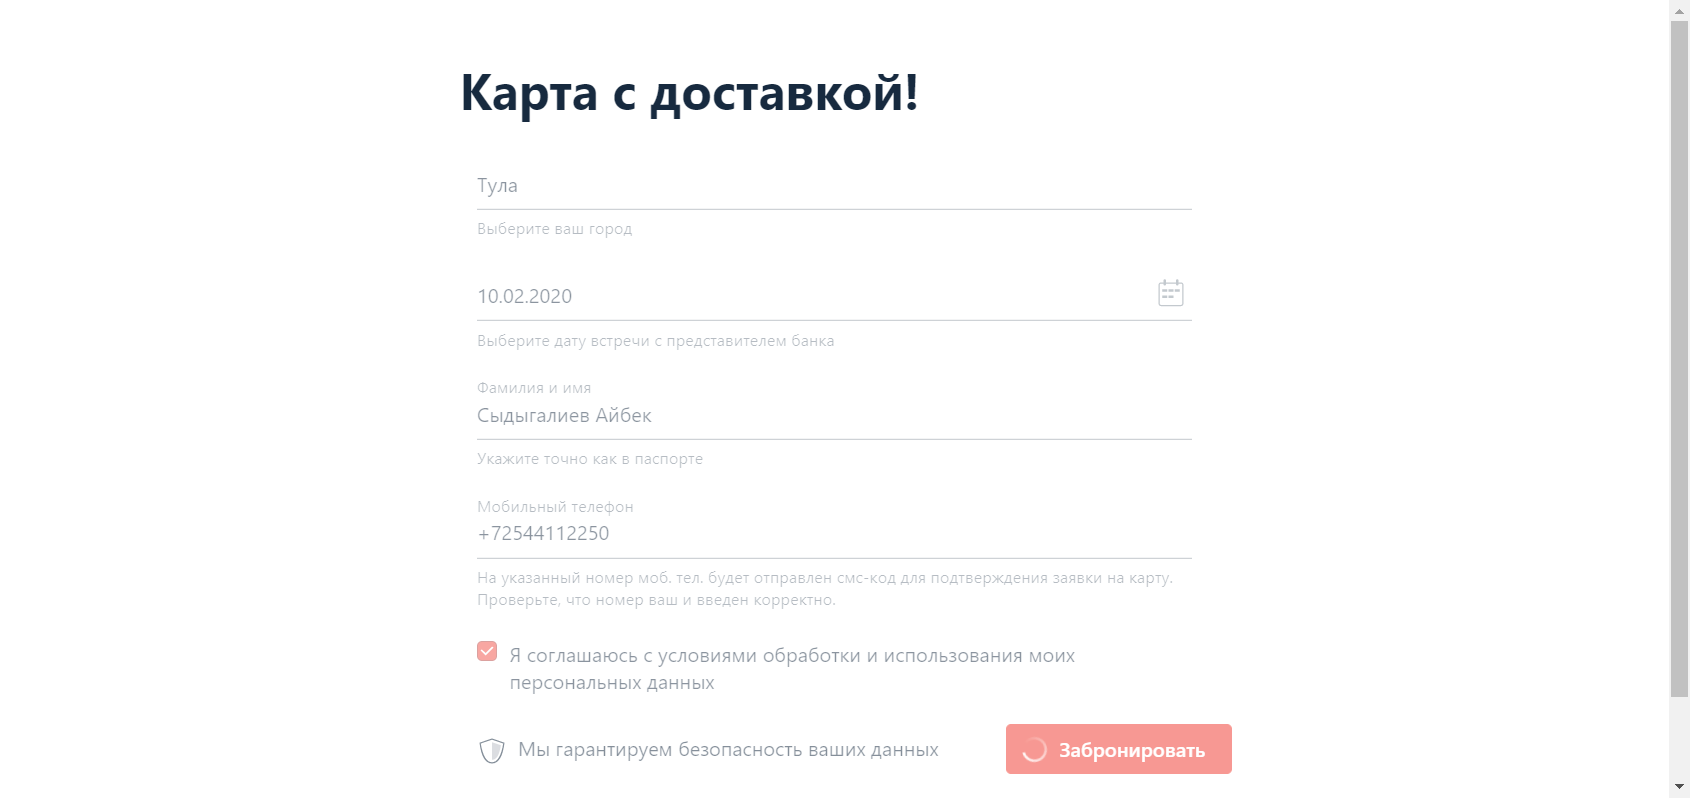 Карта с доставкой!
Тула
Выберите ваш город
10.02.2020
Выберите дату встречи с представителем банка
Фамилия и имя
Сыдыгалиев Айбек
Укажите точно как в паспорте
Мобильный телефон
+72544112250
На указанный номер моб. тел. будет отправлен смс-код для подтверждения заявки на карту.
Проверьте, что номер ваш и введен корректно.
Я соглашаюсь с условиями обработки и использования моих
персональных данных
Мы гарантируем безопасность ваших данных
Забронировать